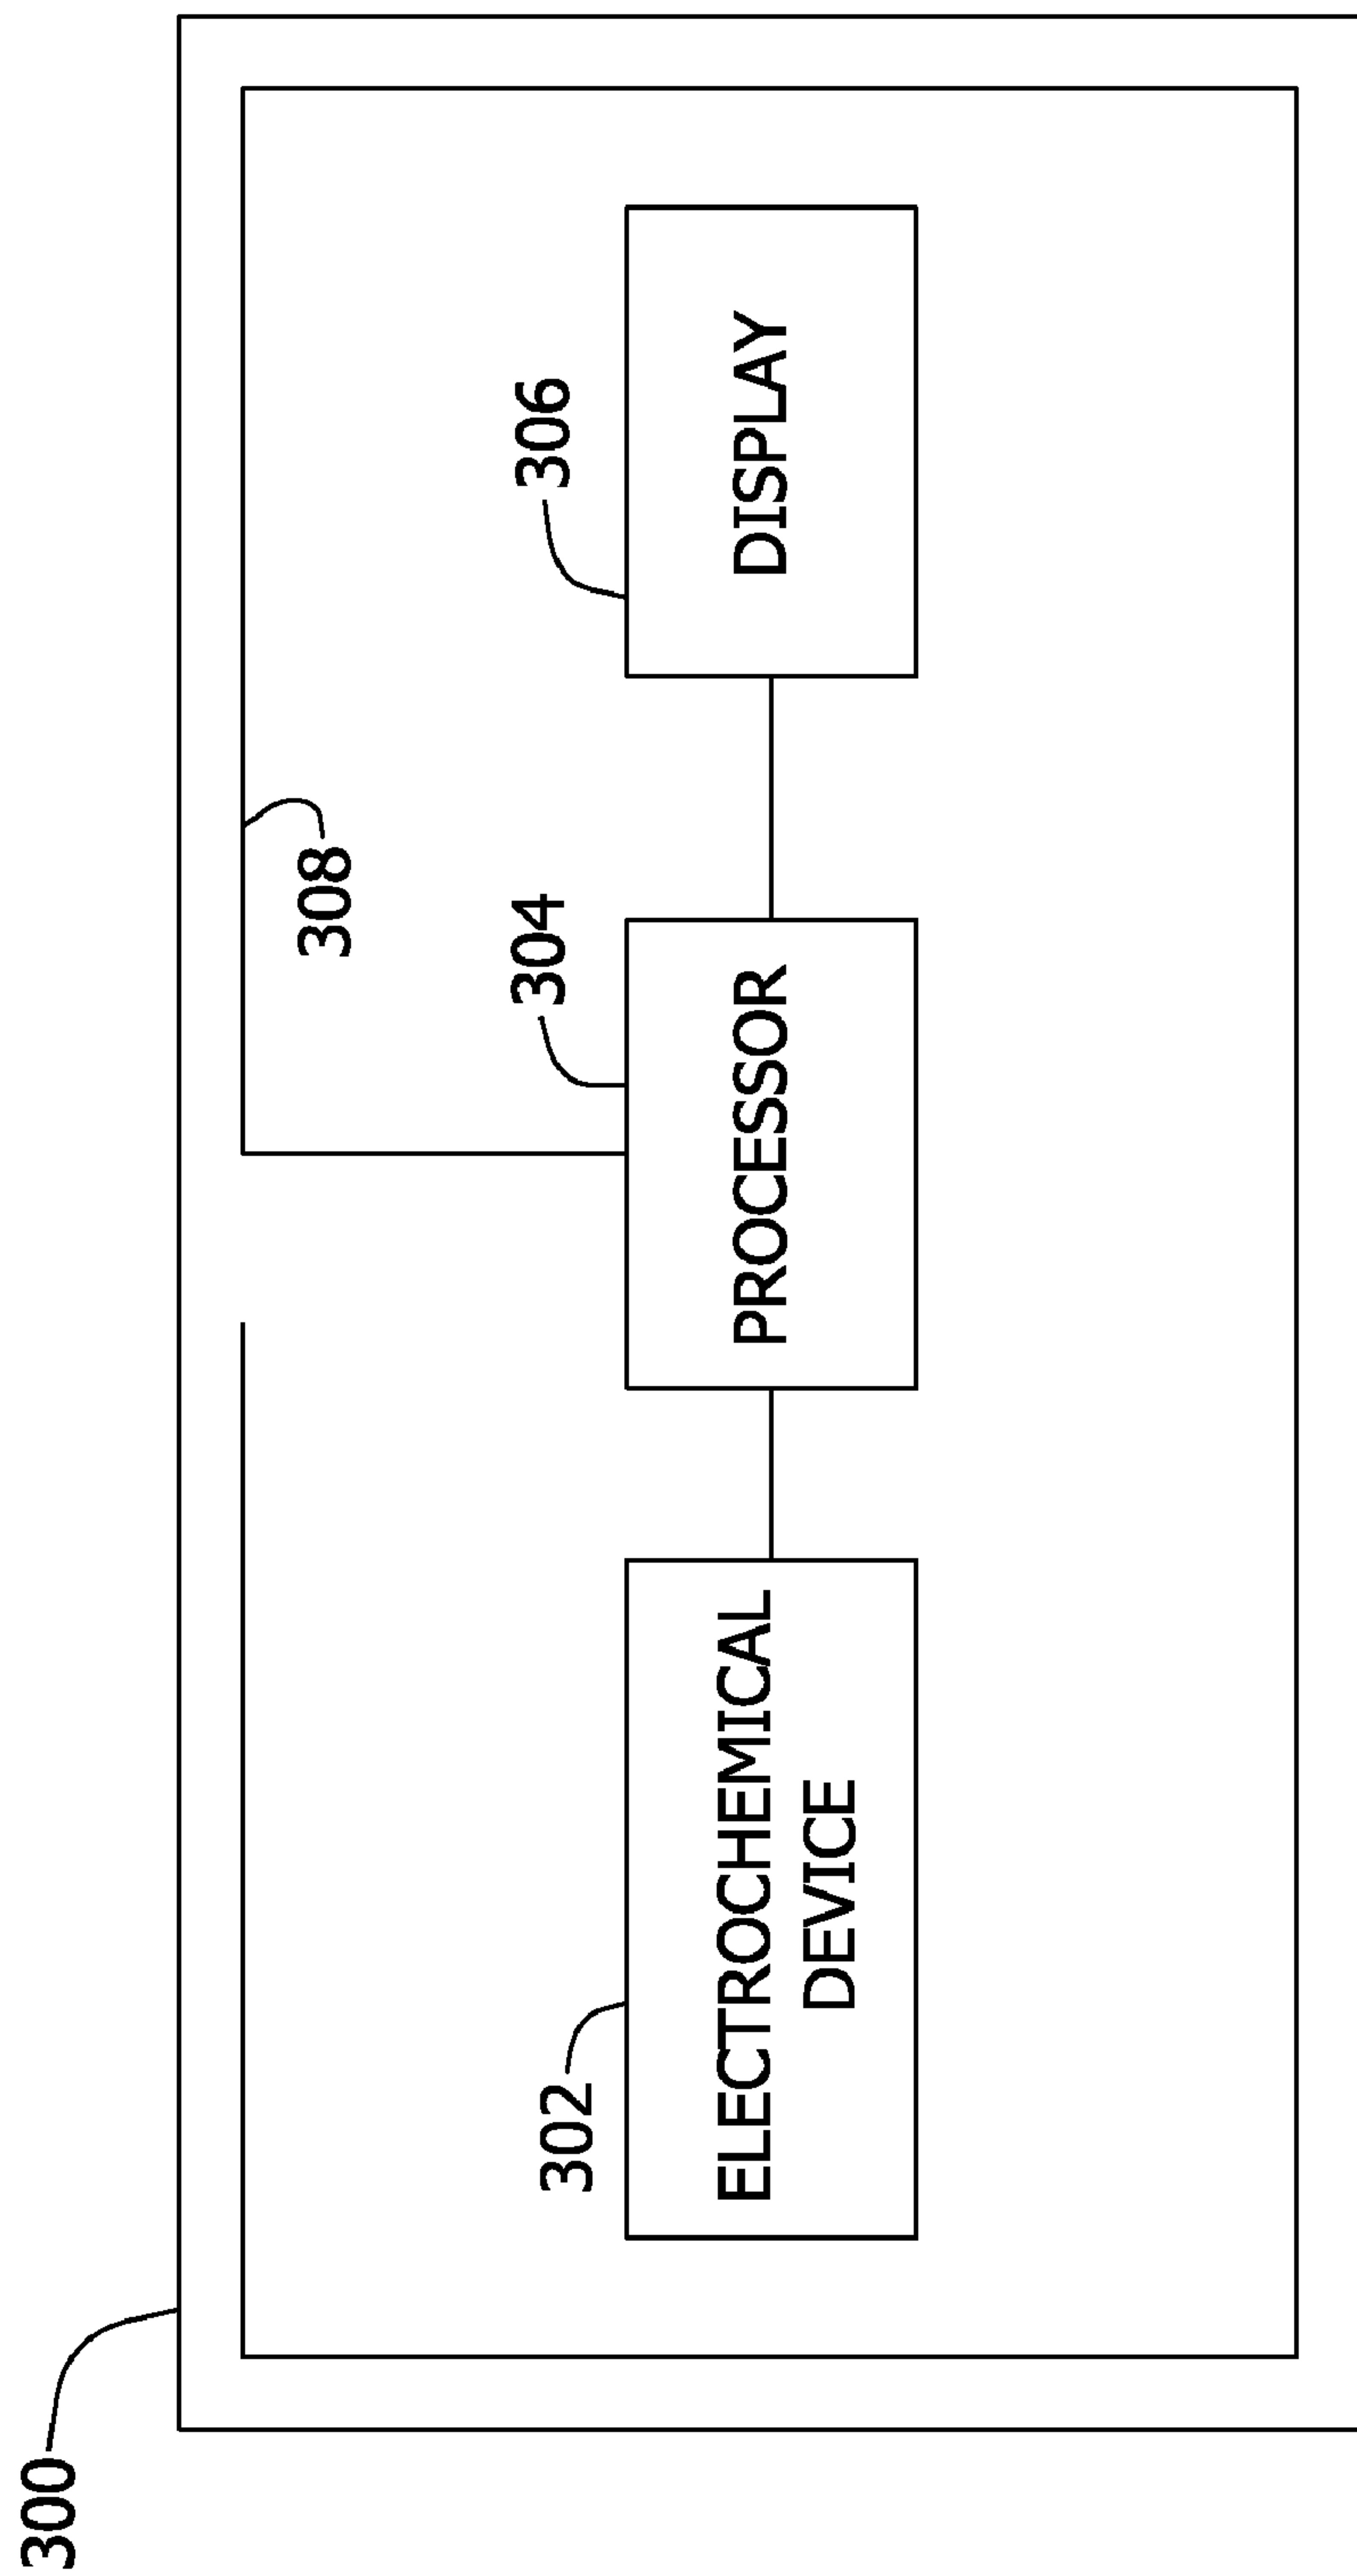 300
308
302
304
306
ELECTROCHEMICAL
DEVICE
PROCESSOR
DISPLAY